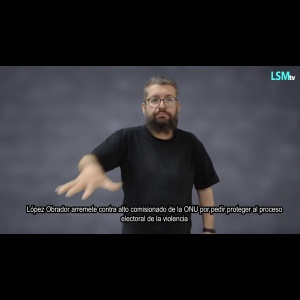 LSMtv
López Obrador arremete contra alto comisionado de la ONU por pedir proteger al proceso
electoral de la violencia